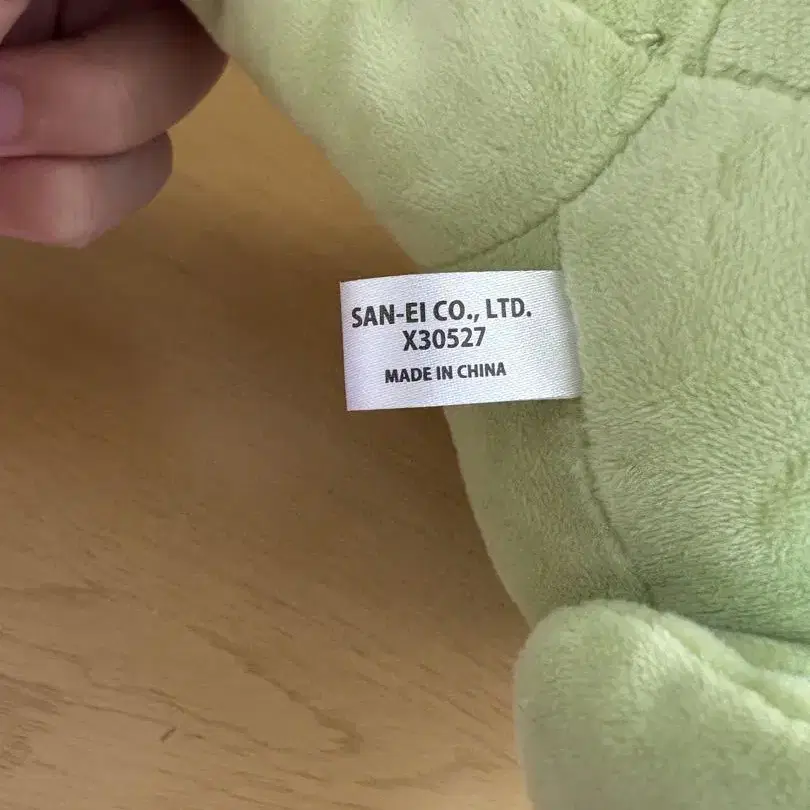 SAN-EI CO., LTD.
X30527
MADE IN CHINA